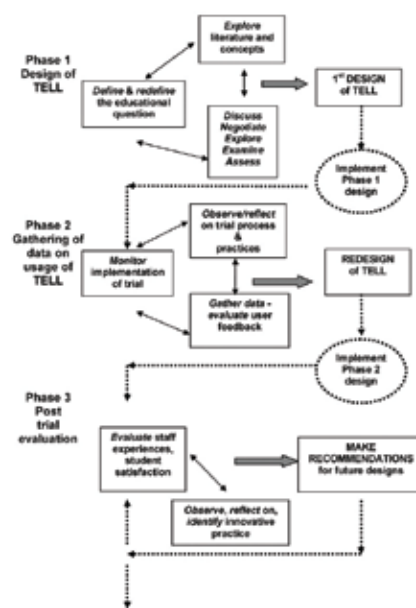 Phase 1
Design of
TELL
Explore
literature and
concepts
Define & redefine
the educational
question
Discuss
Negotiate
Explore
Examine
Assess
1st DESIGN
of TELL
Implement
Phase 1
design
Phase 2
Gathering of
data on
usage of
TELL
Observe/reflect
on trial process
&
practices
Monitor
implementation
of trial
Gather data -
evaluate user
feedback
REDESIGN
of TELL
Implement
Phase 2
design
Phase 3
Post
trial
evaluation
Evaluate staff
experiences,
student
satisfaction
MAKE
RECOMMENDATIONS
for future designs
Observe, reflect on,
identify innovative
practice